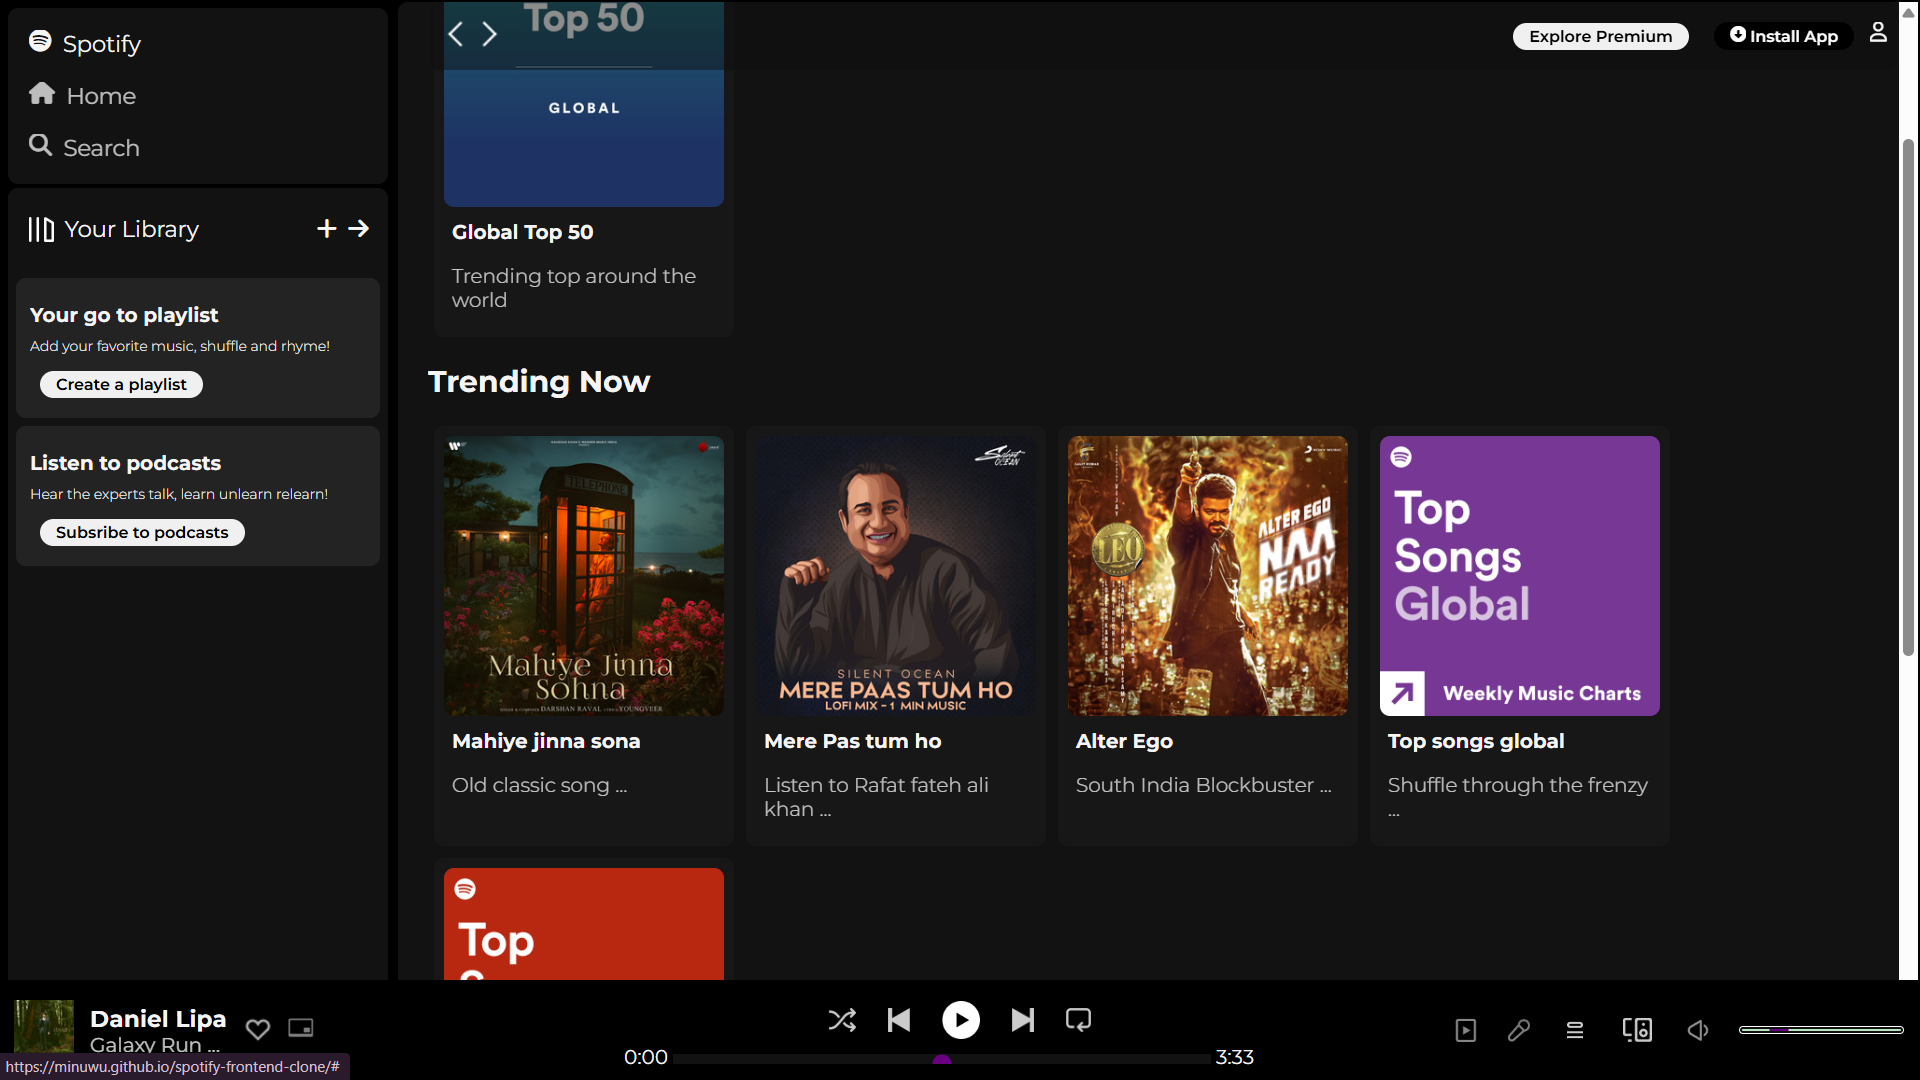 Spotify
Home
Search
Your Library
Your go to playlist
Add your favorite music, shuffle and rhyme!
Create a playlist
Listen to podcasts
Hear the experts talk, learn unlearn relearn!
Subsribe to podcasts
Top 50
GLOBAL
Explore Premium
Install App
Global Top 50
Trending top around the
world
Trending Now
TELEPHONE
Mahiye Jinna
Sohna
DARSHAN RAVAL
YOUNGVEER
Mahiye jinna sona
Old classic song ...
Silent
OCEAN
SILENT OCEAN
MERE PAAS TUM HO
LOFI MIX - 1 MIN MUSIC
Mere Pas tum ho
Listen to Rafat fateh ali
khan ...
SONY MUSIC
LEO
ALTER EGO
NAA
READY
Alter Ego
South India Blockbuster ...
Top
Songs
Global
Weekly Music Charts
Top songs global
Shuffle through the frenzy
...
Top
Daniel Lipa
Galaxy Run ...
0:00
3:33
https://minuwu.github.io/spotify-frontend-clone/#